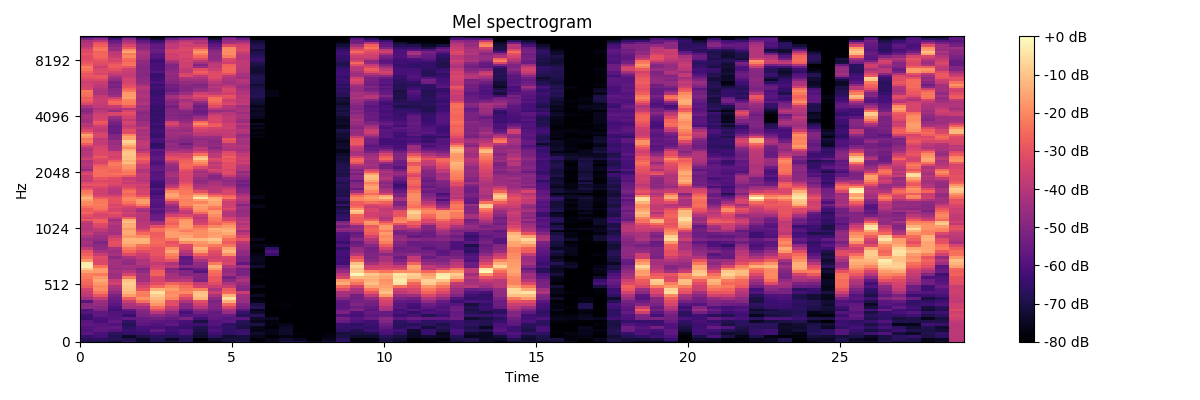 Mel spectrogram
8192
4096
2048
1024
512
0
Hz
0 5 10 15 20 25
Time
+0 dB
-10 dB
-20 dB
-30 dB
-40 dB
-50 dB
-60 dB
-70 dB
-80 dB